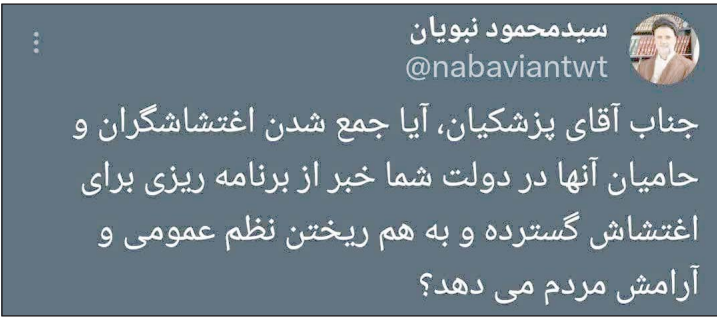 سیدمحمود نبویان
@nabaviantwt
جناب آقای پزشکیان، آیا جمع شدن اغتشاشگران و
حامیان آنها در دولت شما خبر از برنامه ریزی برای
اغتشاش گسترده و به هم ریختن نظم عمومی و
آرامش مردم می دهد؟